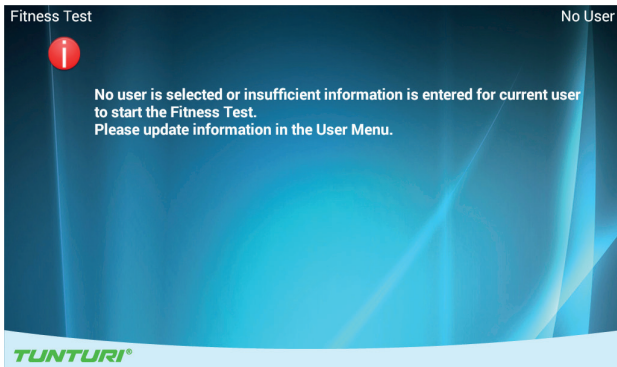 Fitness Test
No User
i
No user is selected or insufficient information is entered for current user
to start the Fitness Test.
Please update information in the User Menu.
TUNTURI®